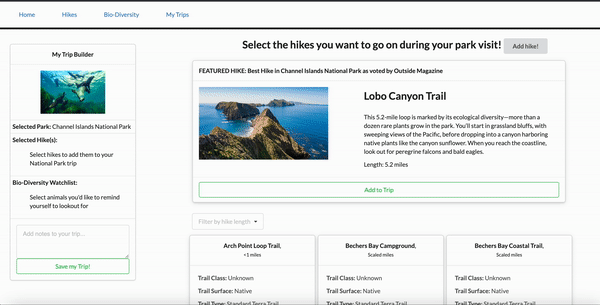 Home Hikes Bio-Diversity My Trips
My Trip Builder
Selected Park: Channel Islands National Park
Selected Hike(s):
Select hikes to add them to your
National Park trip
Bio-Diversity Watchlist:
Select animals you'd like to remind
yourself to lookout for
Add notes to your trip...
Save my Trip!
Select the hikes you want to go on during your park visit! Add hike!
FEATURED HIKE: Best Hike in Channel Islands National Park as voted by Outside Magazine
Lobo Canyon Trail
This 5.2-mile loop is marked by its ecological diversity—more than a
dozen rare plants grow in the park. You'll start in grassland bluffs, with
sweeping views of the Pacific, before dropping into a canyon harboring
native plants like the canyon sunflower. When you reach the coastline,
look out for peregrine falcons and bald eagles.
Length: 5.2 miles
Add to Trip
Filter by hike length
Arch Point Loop Trail,
<1 miles
Trail Class: Unknown
Trail Surface: Native
Trail Type: Standard Terra Trail
Bechers Bay Campground,
Scaled miles
Trail Class: Unknown
Trail Surface: Native
Trail Type: Standard Terra Trail
Bechers Bay Coastal Trail,
Scaled miles
Trail Class: Unknown
Trail Surface: Native
Trail Type: Standard Terra Trail